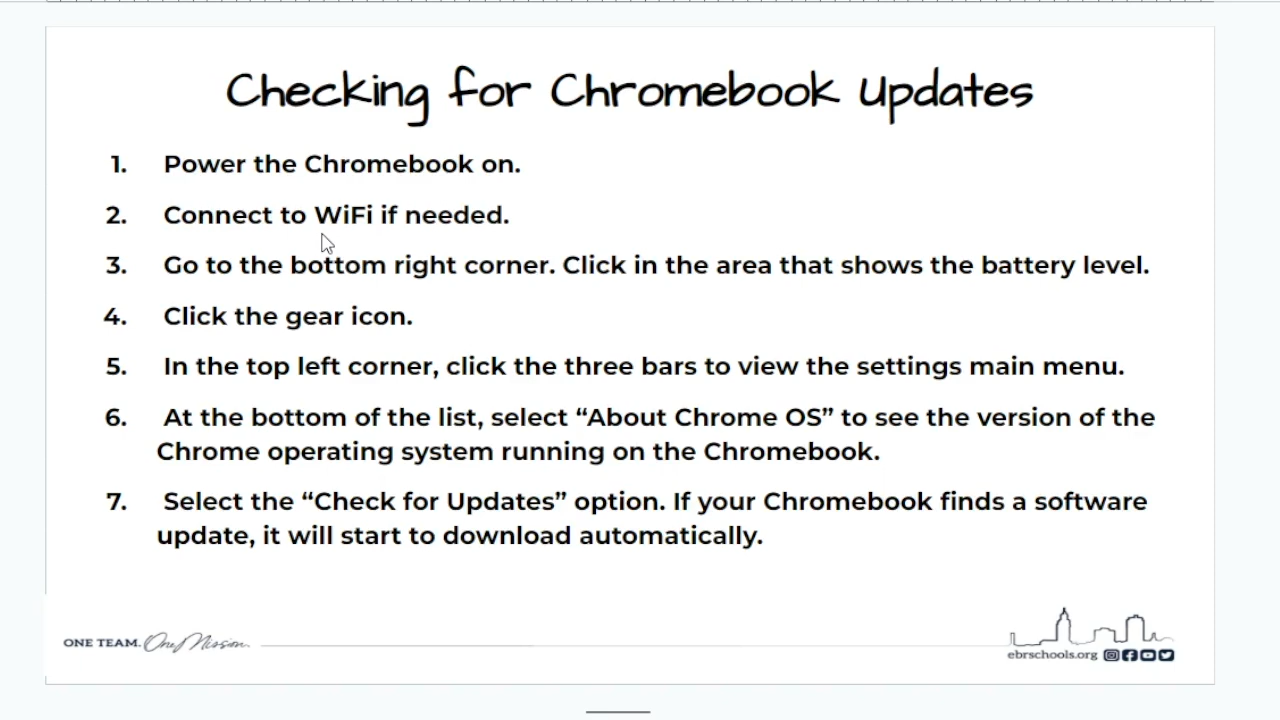 Checking for Chromebook Updates
1. Power the Chromebook on.
2. Connect to WiFi if needed.
3. Go to the bottom right corner. Click in the area that shows the battery level.
4. Click the gear icon.
5. In the top left corner, click the three bars to view the settings main menu.
6. At the bottom of the list, select “About Chrome OS” to see the version of the
Chrome operating system running on the Chromebook.
7. Select the “Check for Updates” option. If your Chromebook finds a software
update, it will start to download automatically.
ONE TEAM. One Mission.
ebrschools.org